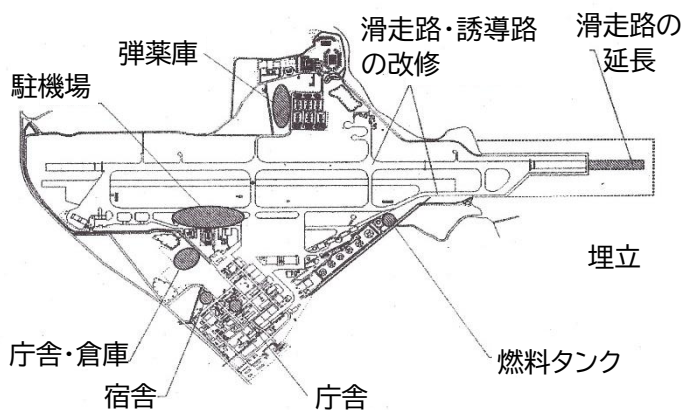 滑走路・誘導路
の改修
滑走路の
延長
弾薬庫
駐機場
埋立
庁舎・倉庫
宿舎
庁舎
燃料タンク